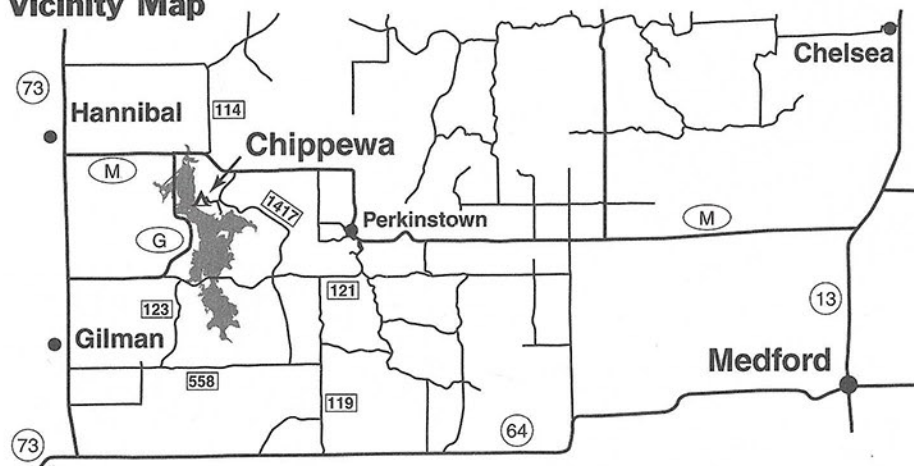 Vicinity Map
Chelsea
73
Hannibal
114
Chippewa
M
1417
Perkinstown
M
G
121
123
13
Gilman
Medford
558
119
64
73